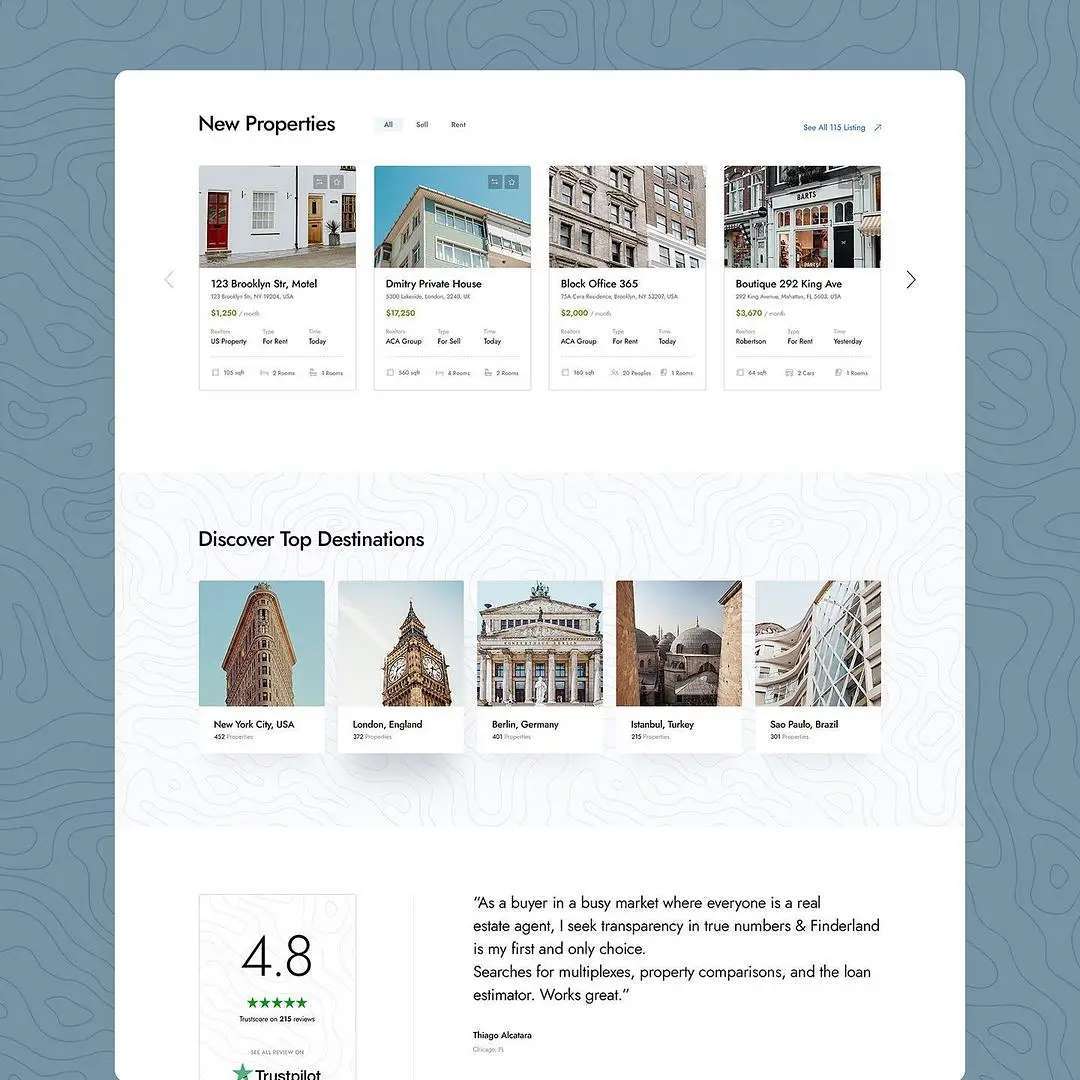 New Properties
All Sell Rent
See All 115 Listing
BARTS
BARTS
123 Brooklyn Str, Motel
123 Brooklyn Str, NY 19204, USA
$1,250 / month
Realtors Type Time
US Property For Rent Today
105 sqft 2 Rooms 1 Rooms
Dmitry Private House
5300 Lakeside, London, 2240, UK
$17,250
Realtors Type Time
ACA Group For Sell Today
560 sqft 4 Rooms 2 Rooms
Block Office 365
75A Cara Residence, Brooklyn, NY 53207, USA
$2,000 / month
Realtors Type Time
ACA Group For Rent Today
160 sqft 20 Peoples 1 Rooms
Boutique 292 King Ave
292 King Avenue, Mahattan, FL 5603, USA
$3,670 / month
Realtors Type Time
Robertson For Rent Yesterday
44 sqft 2 Cars 1 Rooms
Discover Top Destinations
New York City, USA
452 Properties
London, England
372 Properties
Berlin, Germany
401 Properties
Istanbul, Turkey
215 Properties
Sao Paulo, Brazil
301 Properties
4.8
Trustscore on 215 reviews
SEE ALL REVIEW ON
Trustpilot
"As a buyer in a busy market where everyone is a real
estate agent, I seek transparency in true numbers & Finderland
is my first and only choice.
Searches for multiplexes, property comparisons, and the loan
estimator. Works great."
Thiago Alcatara
Chicago, FL